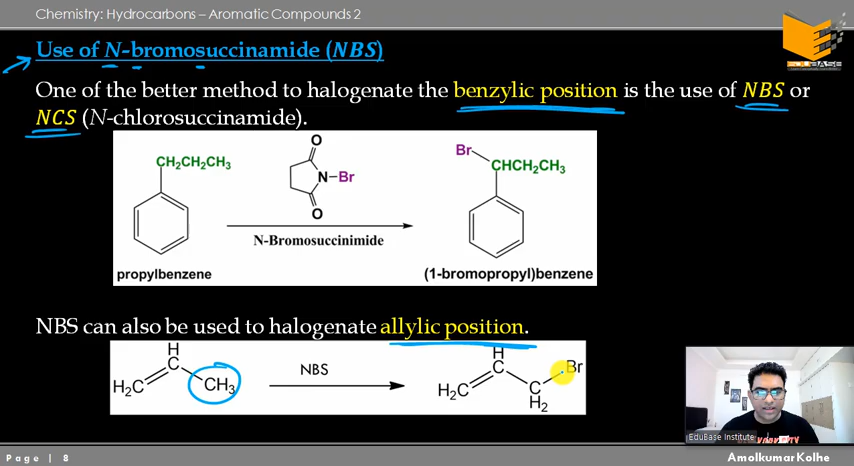 Chemistry: Hydrocarbons – Aromatic Compounds 2
EDUBASE
Use of N-bromosuccinamide (NBS)
One of the better method to halogenate the benzylic position is the use of NBS or
NCS (N-chlorosuccinamide).
O
Br
CH2CH2CH3
N–Br
CHCH2CH3
O
N-Bromosuccinimide
propylbenzene
(1-bromopropyl)benzene
NBS can also be used to halogenate allylic position.
H
H
C
NBS
C
Br
H2C
CH3
H2C
C
H2
EduBase Institute
Page | 8
AmolkumarKolhe